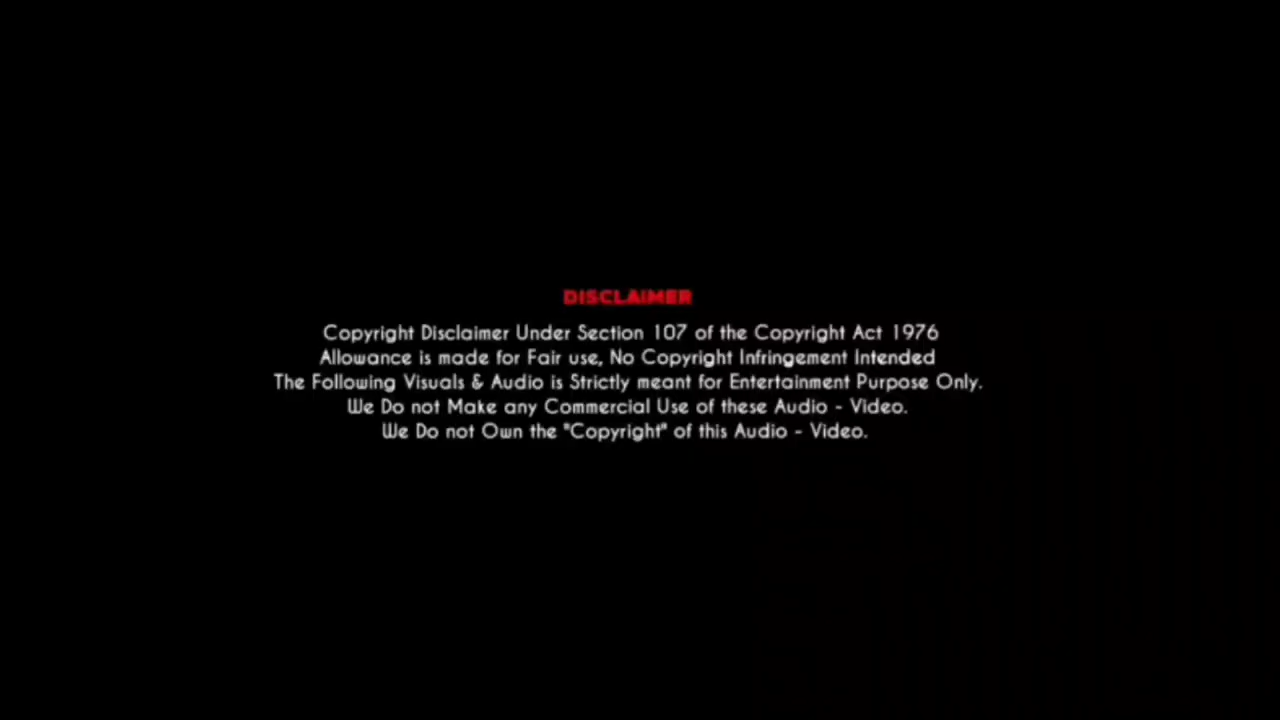 DISCLAIMER
Copyright Disclaimer Under Section 107 of the Copyright Act 1976
Allowance is made for Fair use, No Copyright Infringement Intended
The Following Visuals & Audio is Strictly meant for Entertainment Purpose Only.
We Do not Make any Commercial Use of these Audio - Video.
We Do not Own the "Copyright" of this Audio - Video.